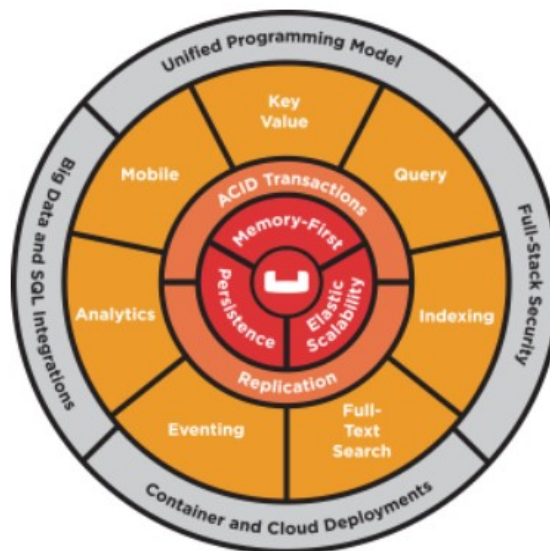 Unified Programming Model
Key
Value
Mobile
Query
ACID Transactions
Memory-First
Big Data and SQL Integrations
Full-Stack Security
Persistence
Elastic
Scalability
Analytics
Indexing
Replication
Eventing
Full-
Text
Search
Container and Cloud Deployments